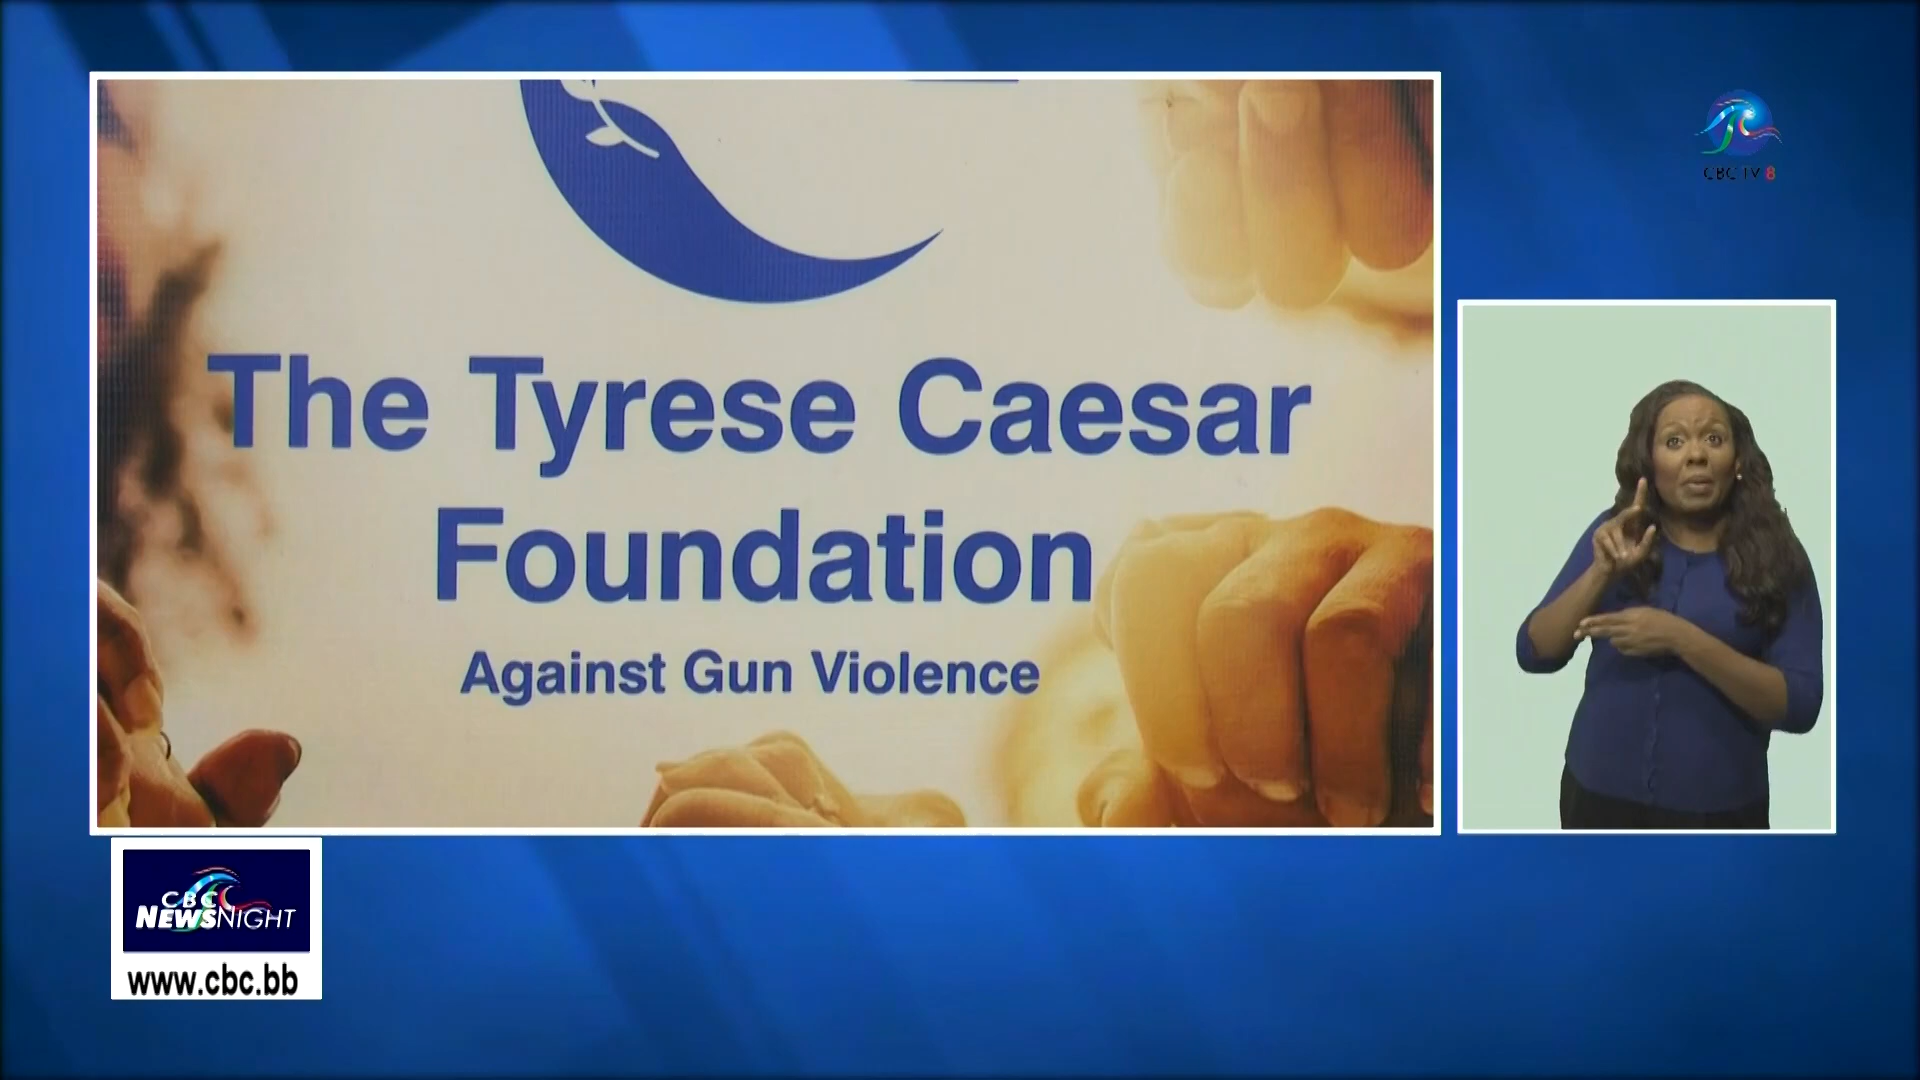 The Tyrese Caesar
Foundation
Against Gun Violence
CBC TV 8
CBC
NEWSNIGHT
www.cbc.bb